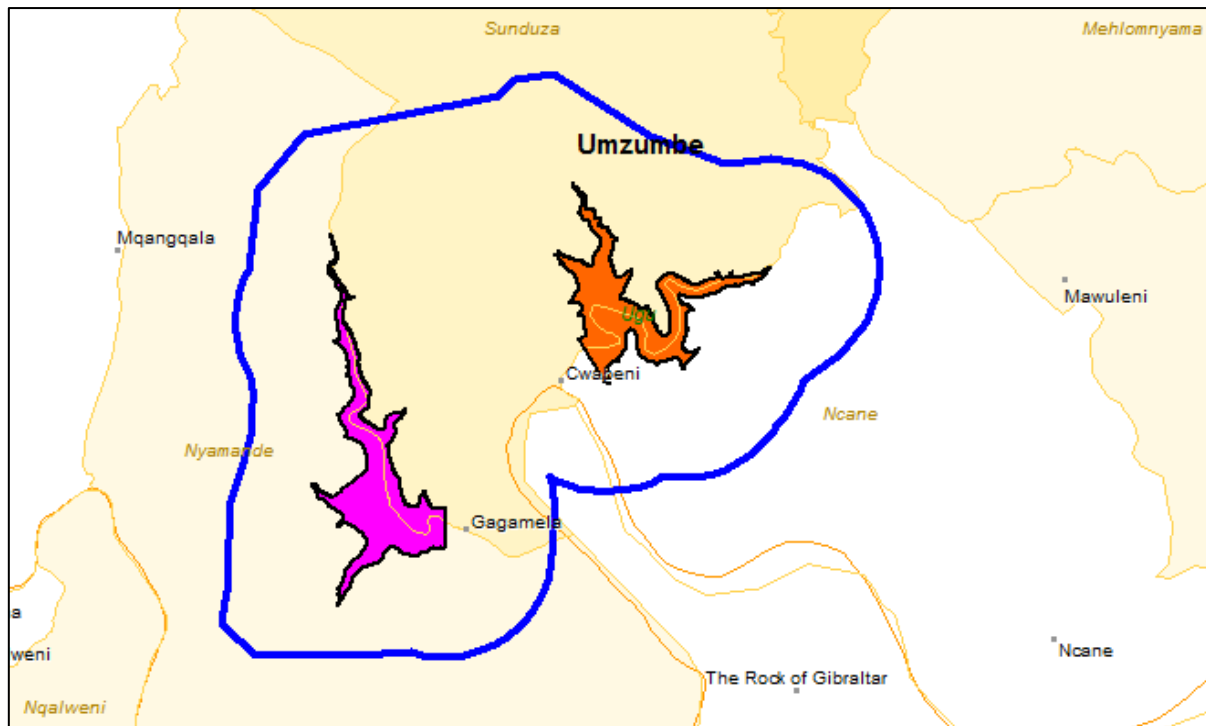 Sunduza
Mehlomnyama
Umzumbe
Mqangqala
Mawuleni
Ugu
Cwabeni
Ncane
Nyamande
Gagamela
a
weni
Ncane
The Rock of Gibraltar
Nqalweni